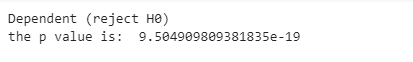 Dependent (reject H0)
the p value is:  9.504909809381835e-19